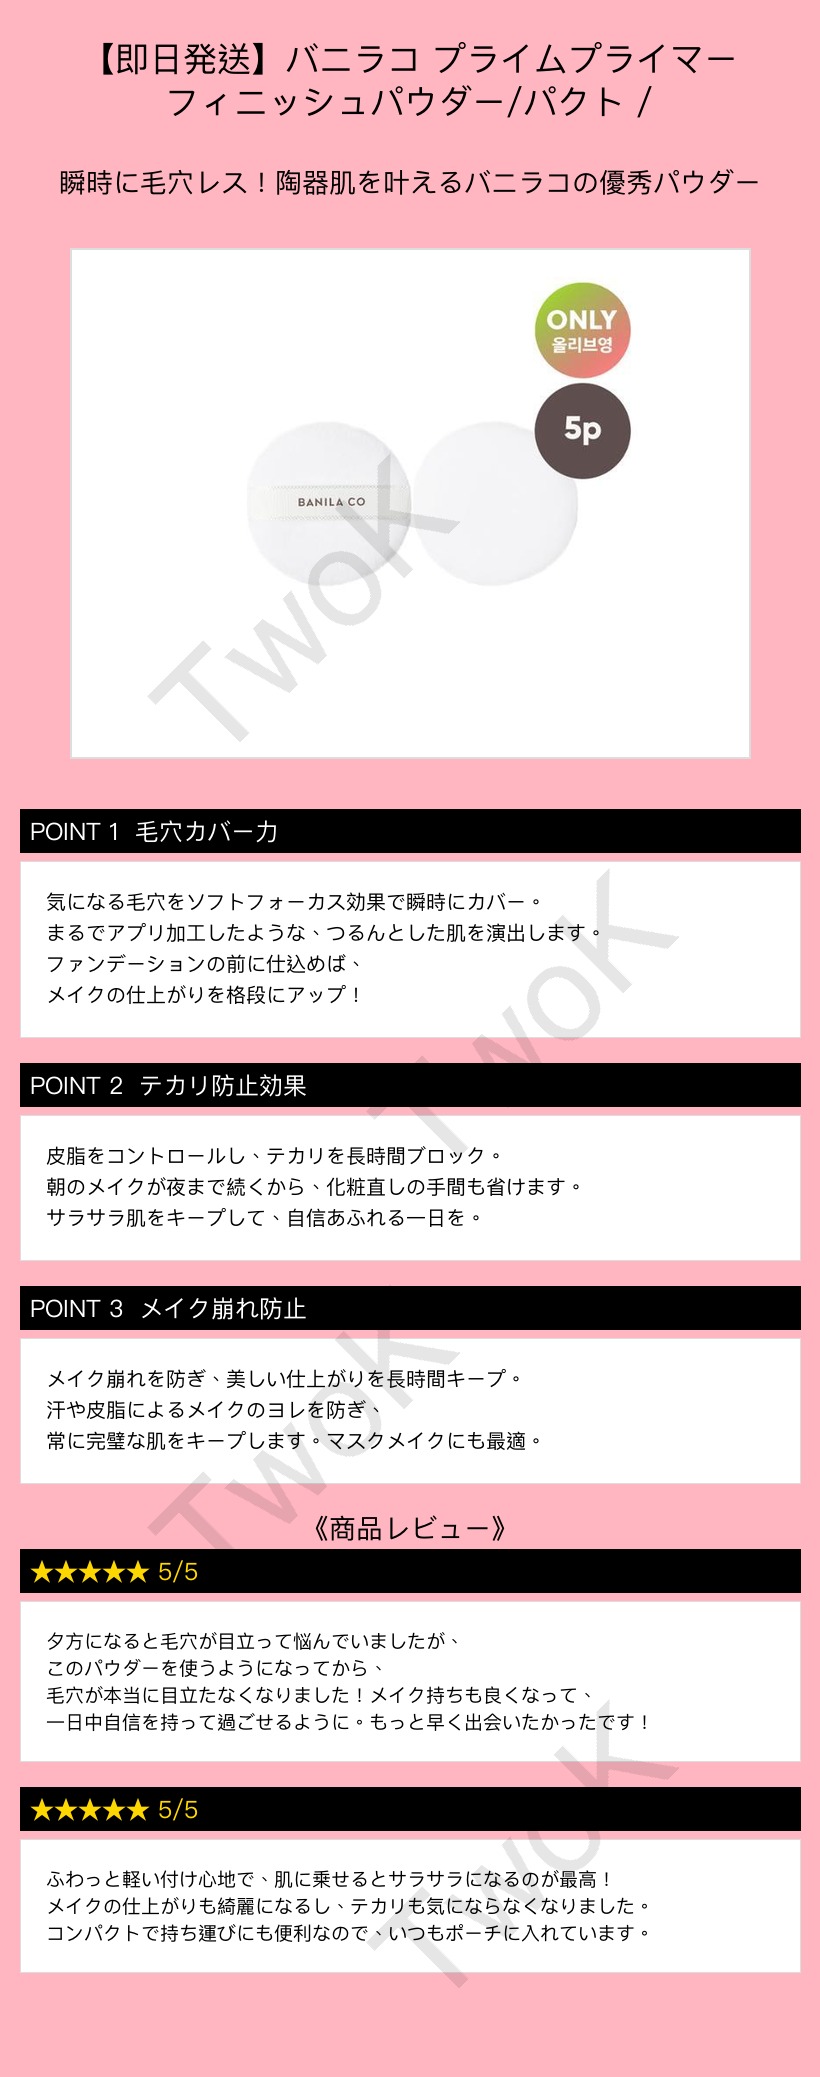 【即日発送】バニラコ プライムプライマー
フィニッシュパウダー/パクト /
瞬時に毛穴レス！陶器肌を叶えるバニラコの優秀パウダー
ONLY
올리브영
5p
BANILA CO
TwoK
POINT 1 毛穴カバー力
気になる毛穴をソフトフォーカス効果で瞬時にカバー。
まるでアプリ加工したような、つるんとした肌を演出します。
ファンデーションの前に仕込めば、
メイクの仕上がりを格段にアップ！
TwoK
POINT 2 テカリ防止効果
皮脂をコントロールし、テカリを長時間ブロック。
朝のメイクが夜まで続くから、化粧直しの手間も省けます。
サラサラ肌をキープして、自信あふれる一日を。
POINT 3 メイク崩れ防止
メイク崩れを防ぎ、美しい仕上がりを長時間キープ。
汗や皮脂によるメイクのヨレを防ぎ、
常に完璧な肌をキープします。マスクメイクにも最適。
TwoK
《商品レビュー》
★★★★★ 5/5
夕方になると毛穴が目立って悩んでいましたが、
このパウダーを使うようになってから、
毛穴が本当に目立たなくなりました！メイク持ちも良くなって、
一日中自信を持って過ごせるように。もっと早く出会いたかったです！
★★★★★ 5/5
ふわっと軽い付け心地で、肌に乗せるとサラサラになるのが最高！
メイクの仕上がりも綺麗になるし、テカリも気にならなくなりました。
コンパクトで持ち運びにも便利なので、いつもポーチに入れています。
TwoK